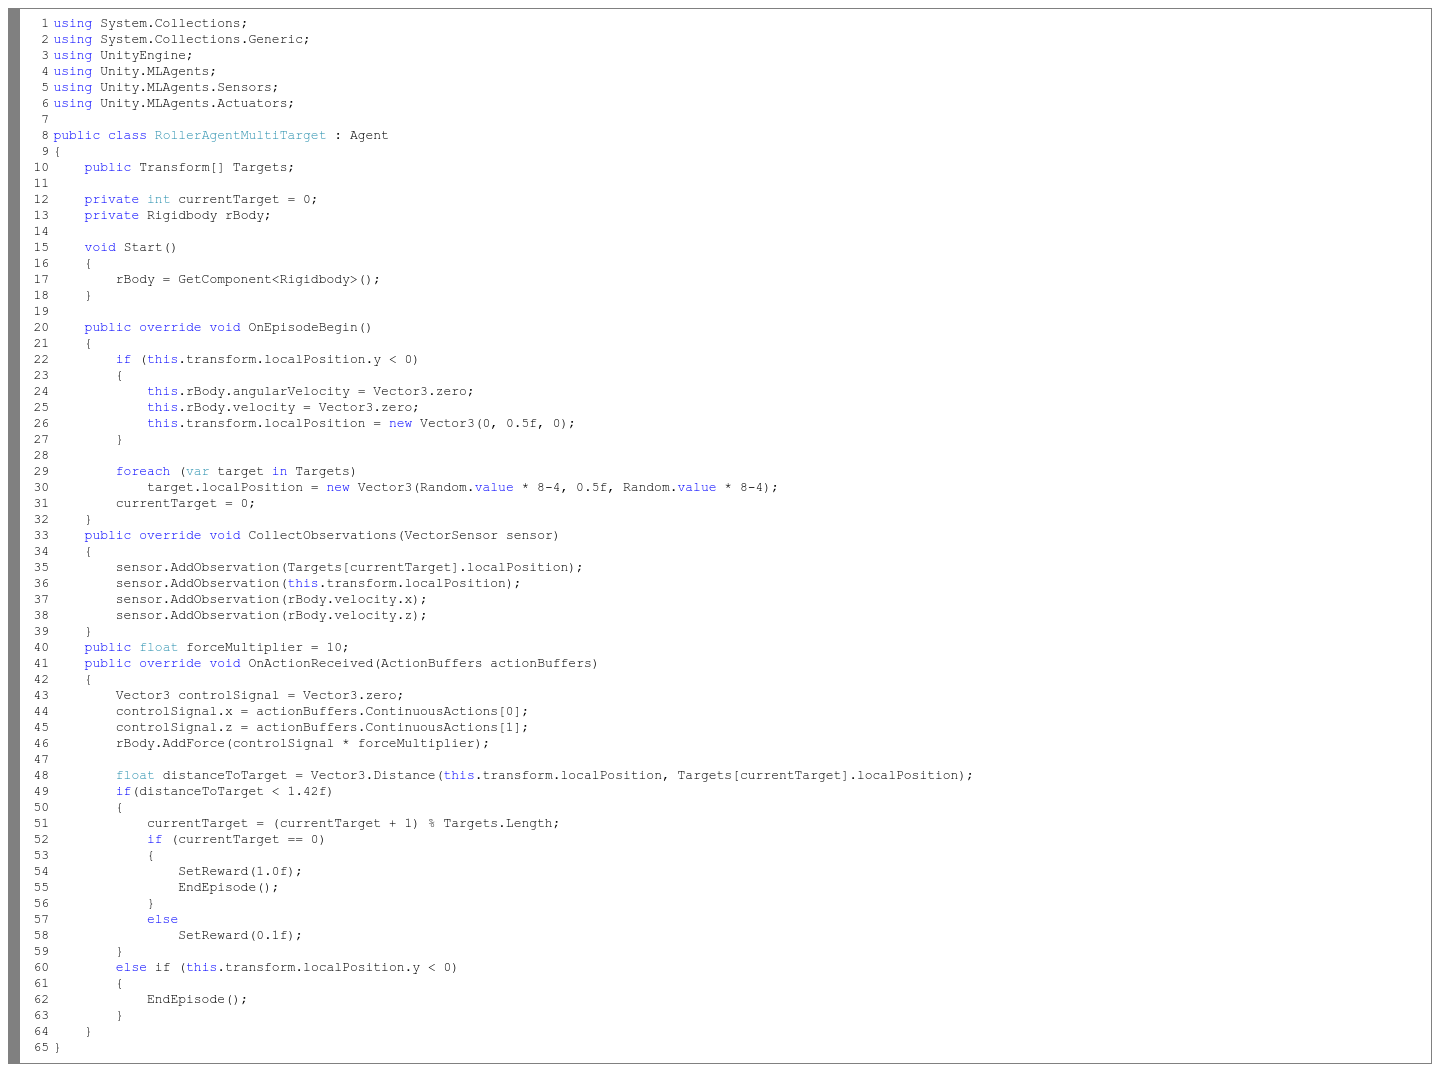 1 using System.Collections;
2 using System.Collections.Generic;
3 using UnityEngine;
4 using Unity.MLAgents;
5 using Unity.MLAgents.Sensors;
6 using Unity.MLAgents.Actuators;
7
8 public class RollerAgentMultiTarget : Agent
9 {
10     public Transform[] Targets;
11
12     private int currentTarget = 0;
13     private Rigidbody rBody;
14
15     void Start()
16     {
17         rBody = GetComponent<Rigidbody>();
18     }
19
20     public override void OnEpisodeBegin()
21     {
22         if (this.transform.localPosition.y < 0)
23         {
24             this.rBody.angularVelocity = Vector3.zero;
25             this.rBody.velocity = Vector3.zero;
26             this.transform.localPosition = new Vector3(0, 0.5f, 0);
27         }
28
29         foreach (var target in Targets)
30             target.localPosition = new Vector3(Random.value * 8-4, 0.5f, Random.value * 8-4);
31         currentTarget = 0;
32     }
33     public override void CollectObservations(VectorSensor sensor)
34     {
35         sensor.AddObservation(Targets[currentTarget].localPosition);
36         sensor.AddObservation(this.transform.localPosition);
37         sensor.AddObservation(rBody.velocity.x);
38         sensor.AddObservation(rBody.velocity.z);
39     }
40     public float forceMultiplier = 10;
41     public override void OnActionReceived(ActionBuffers actionBuffers)
42     {
43         Vector3 controlSignal = Vector3.zero;
44         controlSignal.x = actionBuffers.ContinuousActions[0];
45         controlSignal.z = actionBuffers.ContinuousActions[1];
46         rBody.AddForce(controlSignal * forceMultiplier);
47
48         float distanceToTarget = Vector3.Distance(this.transform.localPosition, Targets[currentTarget].localPosition);
49         if(distanceToTarget < 1.42f)
50         {
51             currentTarget = (currentTarget + 1) % Targets.Length;
52             if (currentTarget == 0)
53             {
54                 SetReward(1.0f);
55                 EndEpisode();
56             }
57             else
58                 SetReward(0.1f);
59         }
60         else if (this.transform.localPosition.y < 0)
61         {
62             EndEpisode();
63         }
64     }
65 }